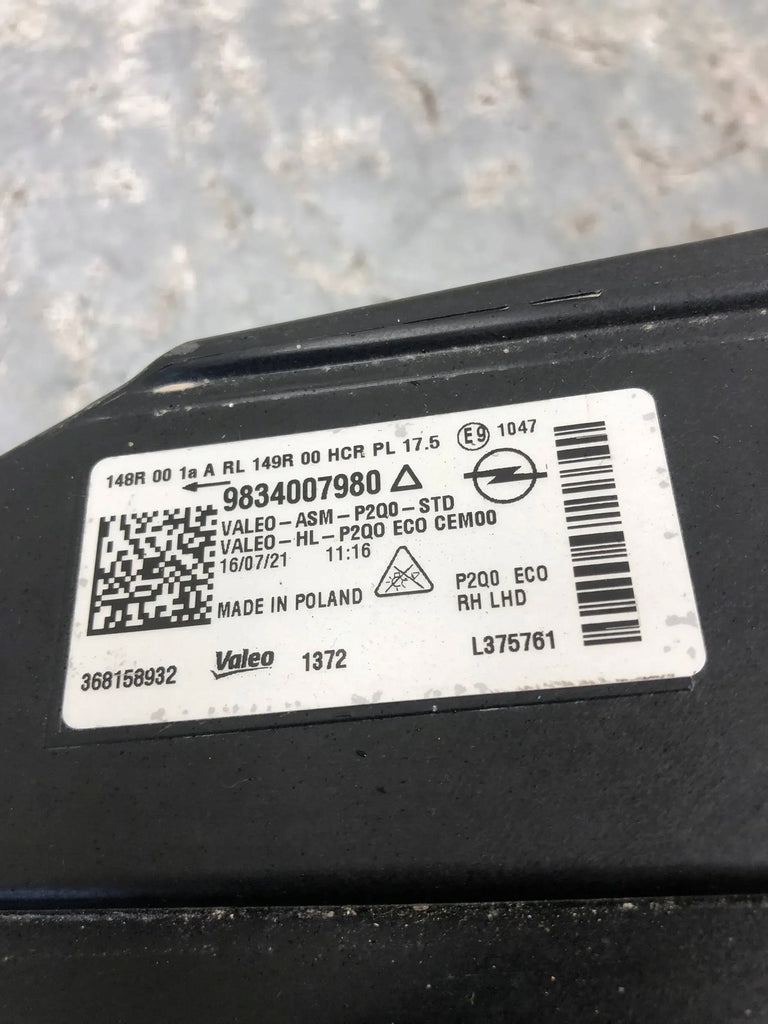 148R 00 1a A RL 149R 00 HCR PL 17.5 E9 1047
9834007980
VALEO-ASM-P2Q0-STD
VALEO-HL-P2Q0 ECO CEM00
16/07/21 11:16
MADE IN POLAND
P2Q0 ECO
RH LHD
368158932 Valeo 1372 L375761